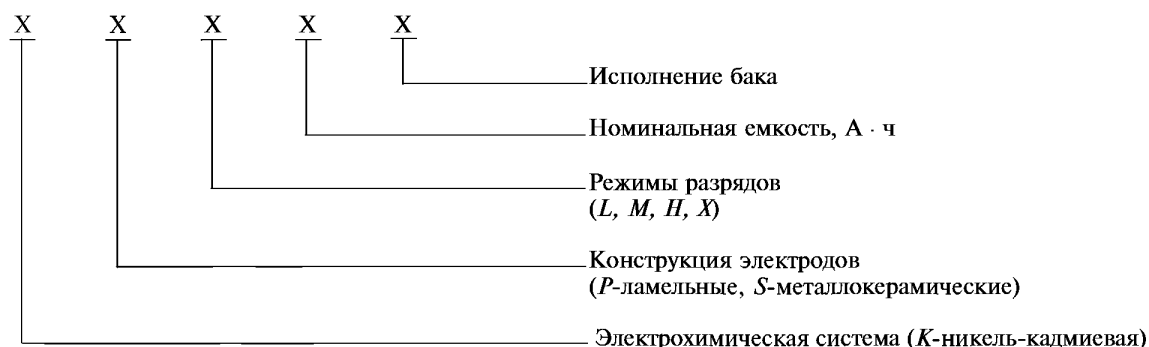 X X X X X
Исполнение бака
Номинальная емкость, А · ч
Режимы разрядов
(L, M, H, X)
Конструкция электродов
(P-ламельные, S-металлокерамические)
Электрохимическая система (K-никель-кадмиевая)